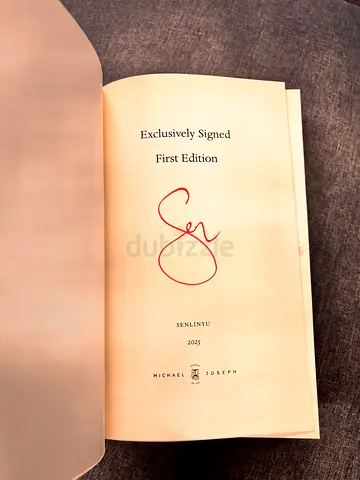 Exclusively Signed
First Edition
Sen
dubizzle
SENLINYU
2025
MICHAEL JOSEPH